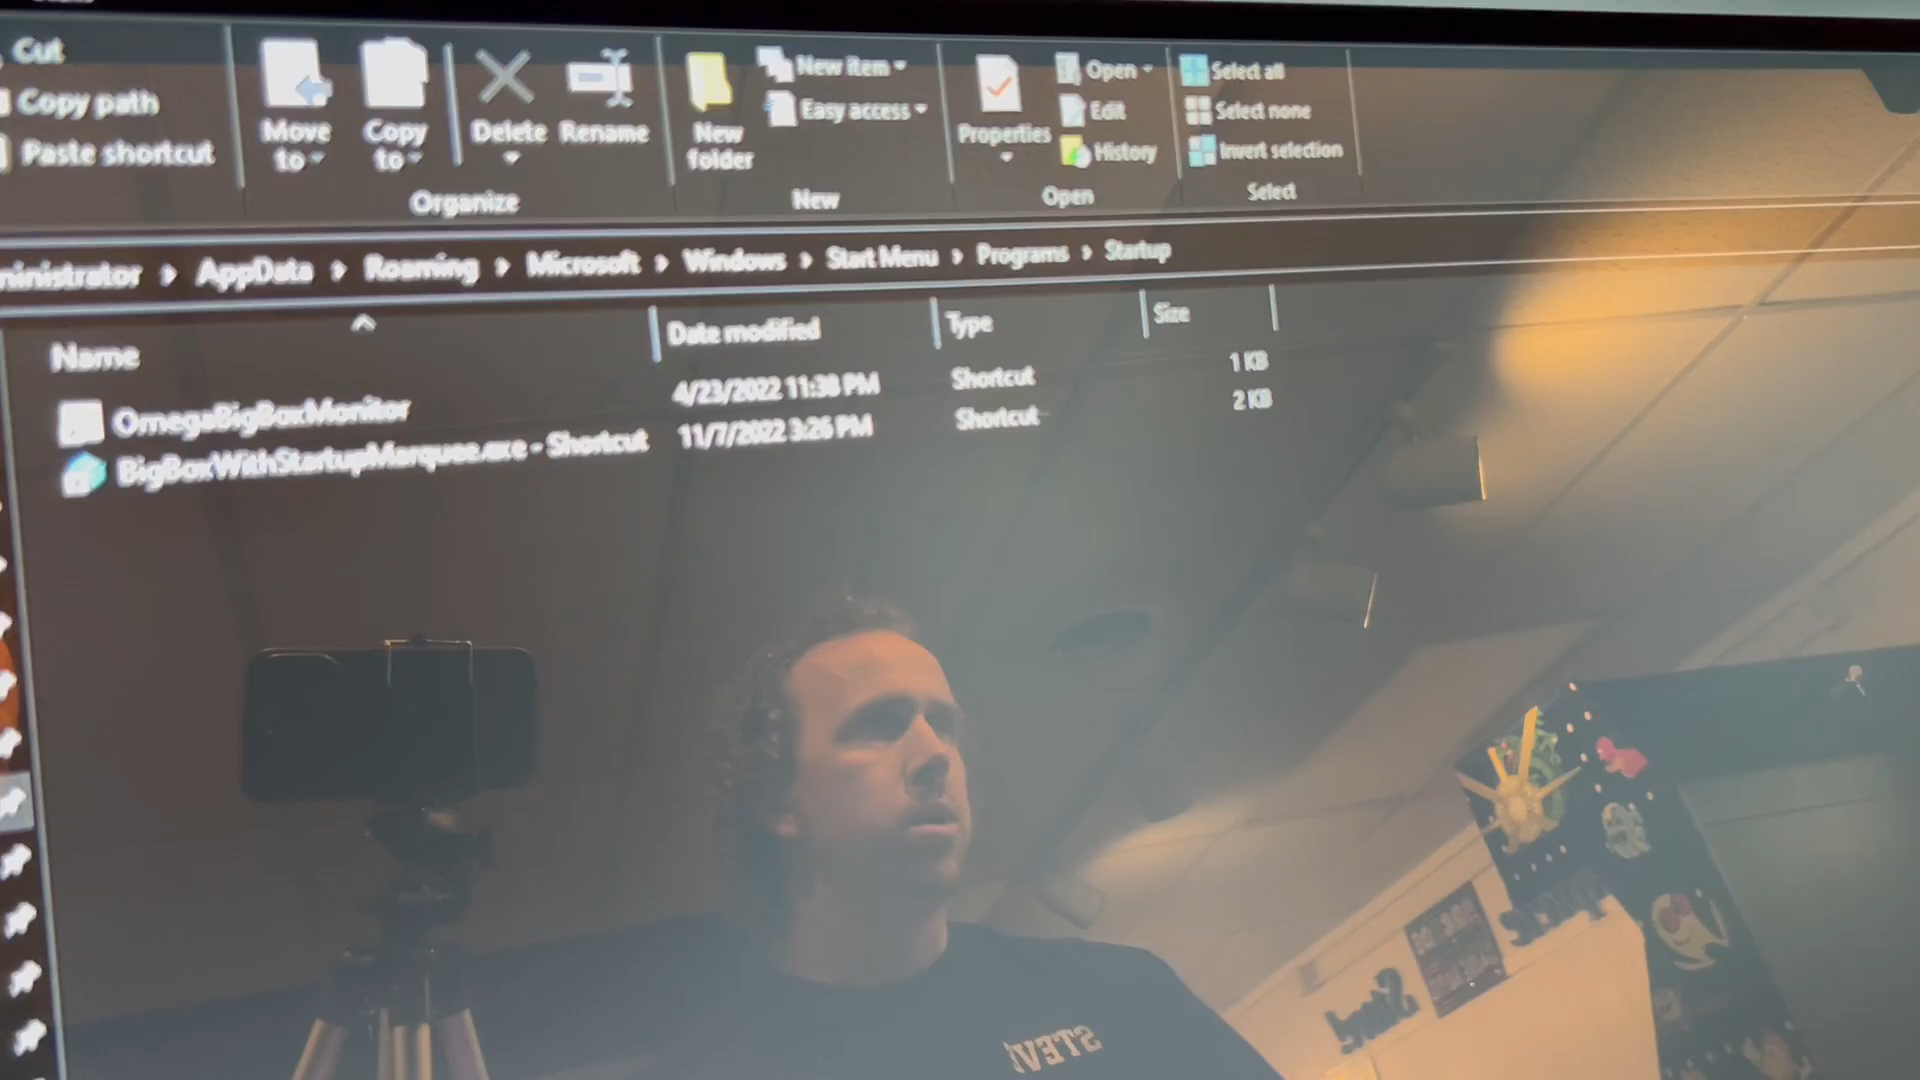 Cut
Copy path
Paste shortcut
Move to
Copy to
Delete
Rename
Organize
New folder
New item
Easy access
New
Properties
Open
Edit
History
Open
Select all
Select none
Invert selection
Select
ministrator > AppData > Roaming > Microsoft > Windows > Start Menu > Programs > Startup
Name Date modified Type Size
OmegaBigBoxMonitor 4/23/2022 11:38 PM Shortcut 1 KB
BigBoxWithStartupMarquee.exe - Shortcut 11/7/2022 3:26 PM Shortcut 2 KB
STEV